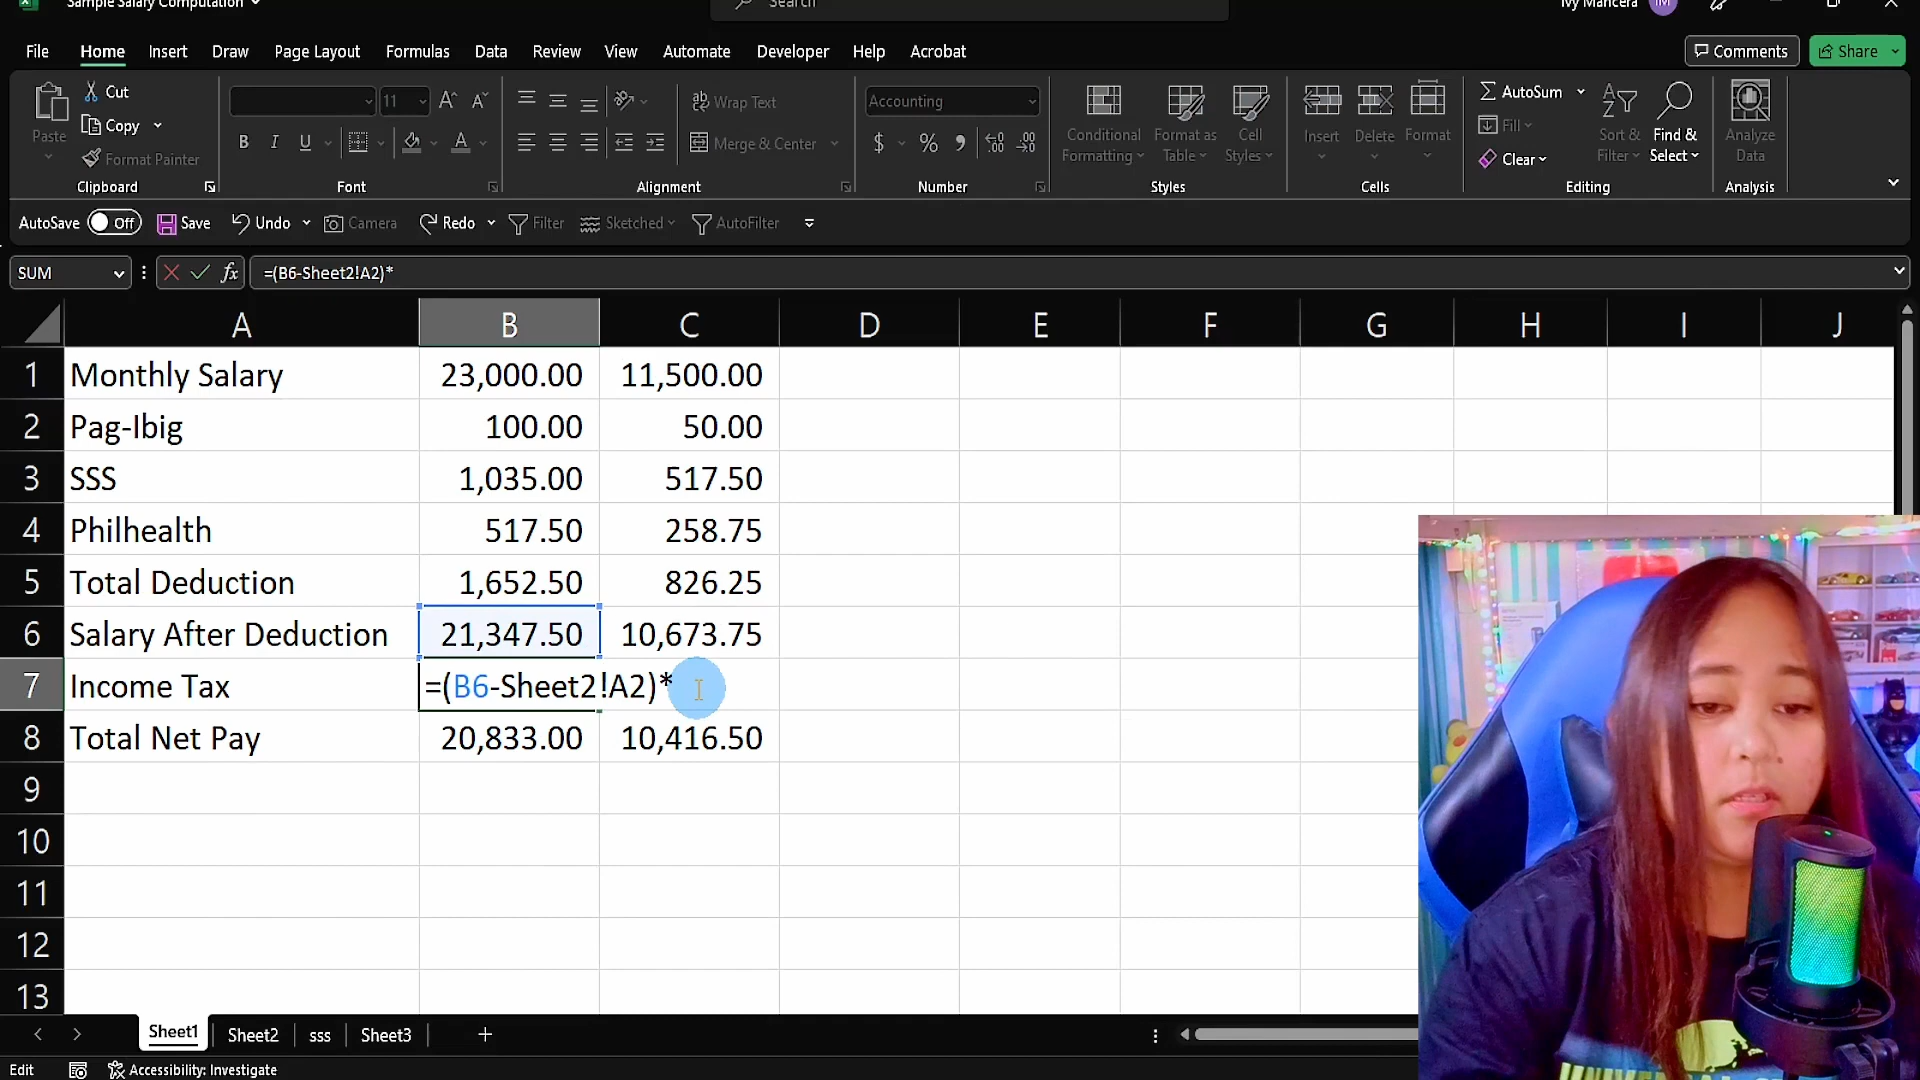 Sample Salary Computation
Search
Ivy Mancera
IM
File Home Insert Draw Page Layout Formulas Data Review View Automate Developer Help Acrobat
Comments
Share
Paste
Cut
Copy
Format Painter
Clipboard
11
B I U
Font
Wrap Text
Merge & Center
Alignment
Accounting
$ % ,
Number
Conditional Formatting
Format as Table
Cell Styles
Styles
Insert
Delete
Format
Cells
AutoSum
Fill
Clear
Sort & Filter
Find & Select
Editing
Analyze Data
Analysis
AutoSave Off Save Undo Camera Redo Filter Sketched AutoFilter
SUM fx =(B6-Sheet2!A2)*
A B C D E F G H I J
1 Monthly Salary 23,000.00 11,500.00
2 Pag-Ibig 100.00 50.00
3 SSS 1,035.00 517.50
4 Philhealth 517.50 258.75
5 Total Deduction 1,652.50 826.25
6 Salary After Deduction 21,347.50 10,673.75
7 Income Tax =(B6-Sheet2!A2)*
8 Total Net Pay 20,833.00 10,416.50
9
10
11
12
13
Sheet1 Sheet2 sss Sheet3 +
Edit Accessibility: Investigate